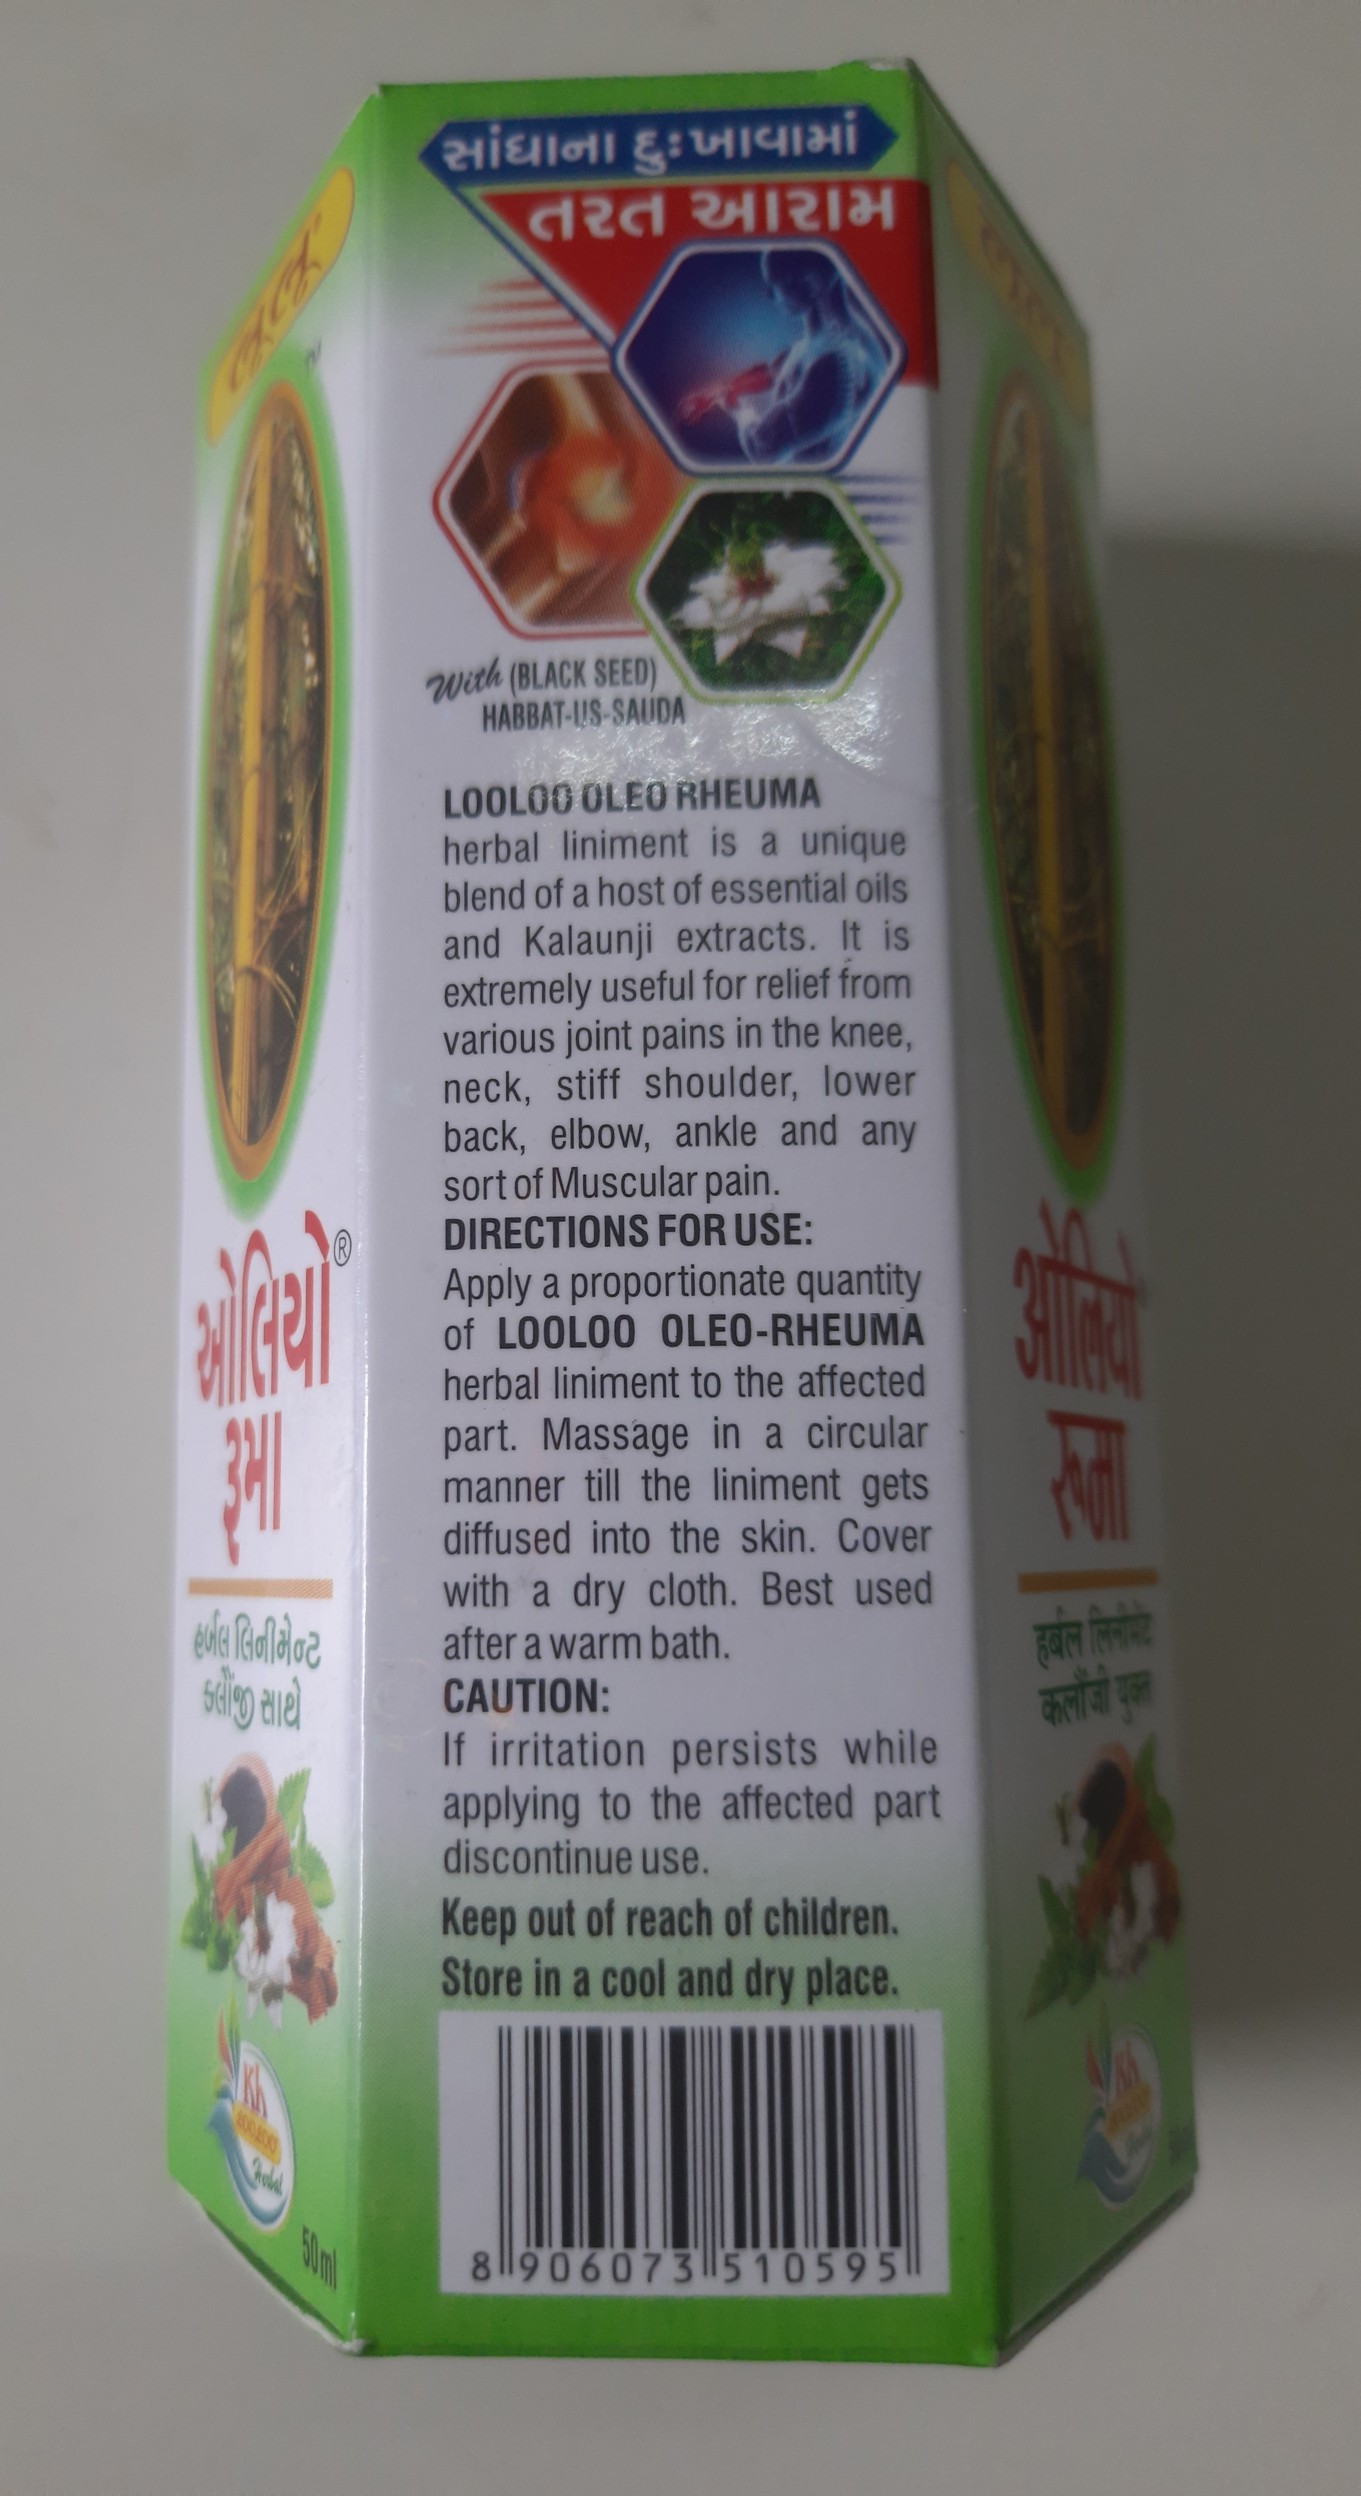 સાંધાના દુઃખાવામાં
તરત આરામ
With (BLACK SEED)
HABBAT-US-SAUDA
LOOLOO OLEO RHEUMA
herbal liniment is a unique
blend of a host of essential oils
and Kalaunji extracts. It is
extremely useful for relief from
various joint pains in the knee,
neck, stiff shoulder, lower
back, elbow, ankle and any
sort of Muscular pain.
DIRECTIONS FOR USE:
Apply a proportionate quantity
of LOOLOO OLEO-RHEUMA
herbal liniment to the affected
part. Massage in a circular
manner till the liniment gets
diffused into the skin. Cover
with a dry cloth. Best used
after a warm bath.
CAUTION:
If irritation persists while
applying to the affected part
discontinue use.
Keep out of reach of children.
Store in a cool and dry place.
8 906073 510595
લૂલૂ
ઓલિયો®
રૂમા
હર્બલ લિનીમેન્ટ
કલૌંજી સાથે
Kh
LOOLOO
Herbal
50 ml
ओलियो
रूमा
हर्बल लिनीमेंट
कलौंजी युक्त
Kh